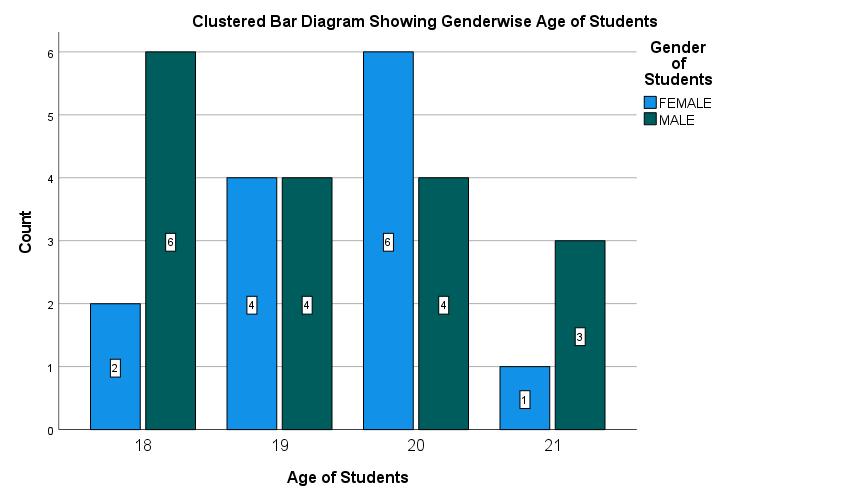 Clustered Bar Diagram Showing Genderwise Age of Students
Gender
of
Students
FEMALE
MALE
Count
6
5
4
3
2
1
0
2
6
4
4
6
4
1
3
18
19
20
21
Age of Students